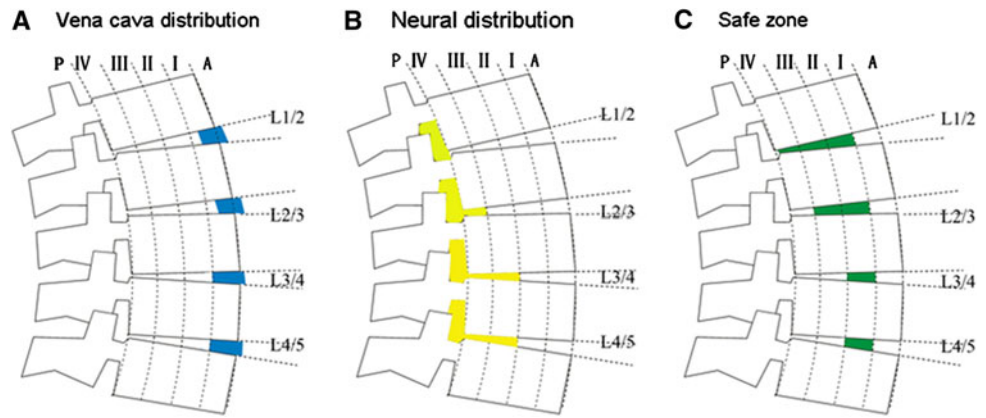 A Vena cava distribution
P IV III II I A
L1/2
L2/3
L3/4
L4/5
B Neural distribution
P IV III II I A
L1/2
L2/3
L3/4
L4/5
C Safe zone
P IV III II I A
L1/2
L2/3
L3/4
L4/5